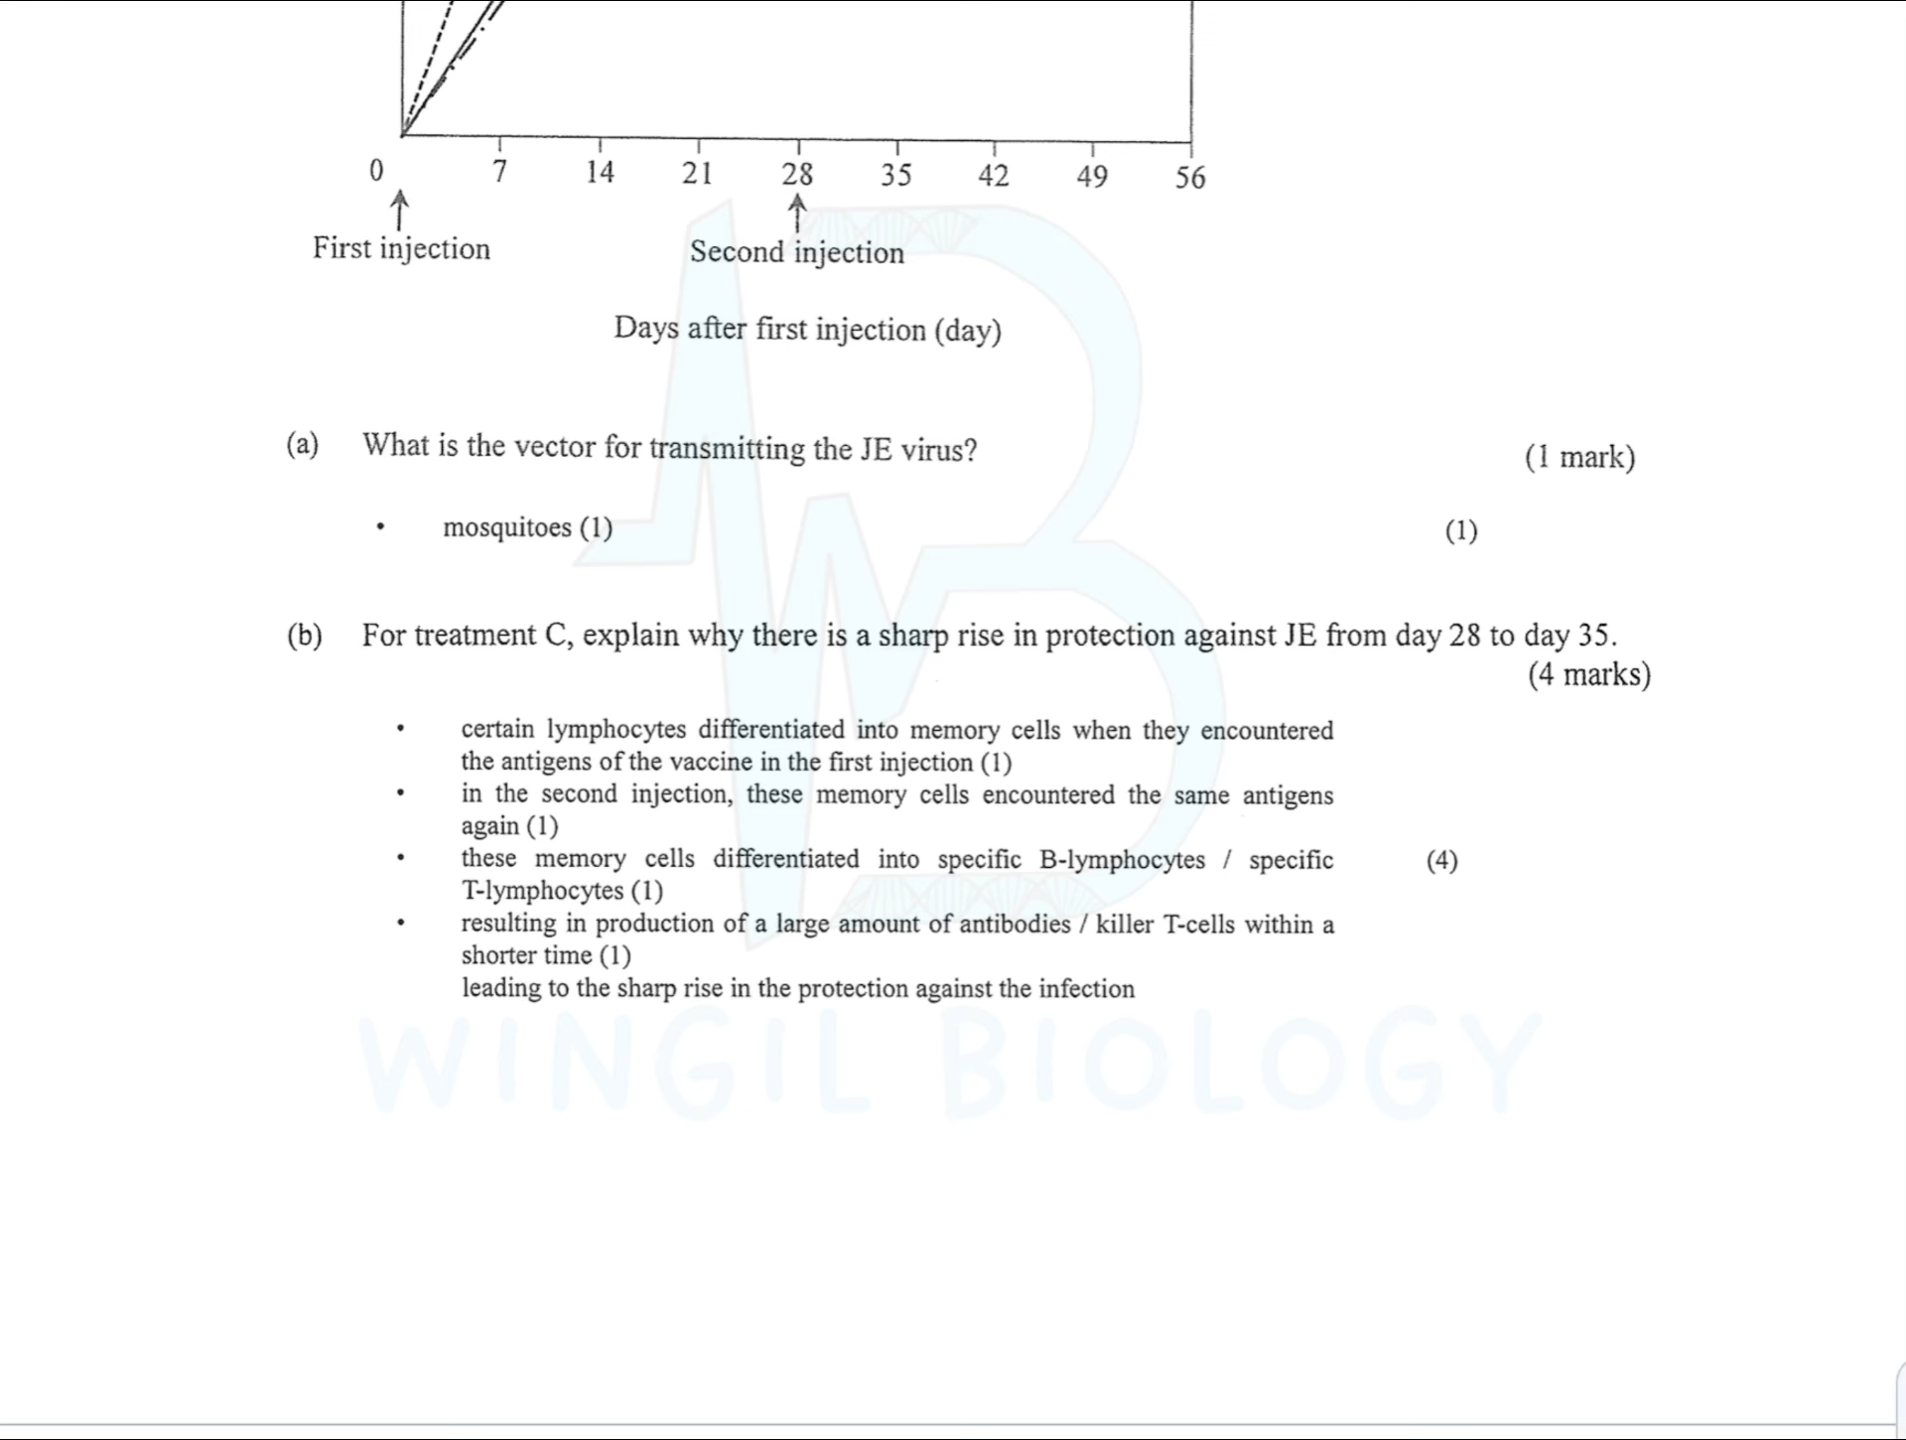 0 7 14 21 28 35 42 49 56
First injection Second injection
Days after first injection (day)
(a) What is the vector for transmitting the JE virus? (1 mark)
• mosquitoes (1) (1)
(b) For treatment C, explain why there is a sharp rise in protection against JE from day 28 to day 35.
(4 marks)
• certain lymphocytes differentiated into memory cells when they encountered
the antigens of the vaccine in the first injection (1)
• in the second injection, these memory cells encountered the same antigens
again (1)
• these memory cells differentiated into specific B-lymphocytes / specific (4)
T-lymphocytes (1)
• resulting in production of a large amount of antibodies / killer T-cells within a
shorter time (1)
leading to the sharp rise in the protection against the infection
WINGIL BIOLOGY